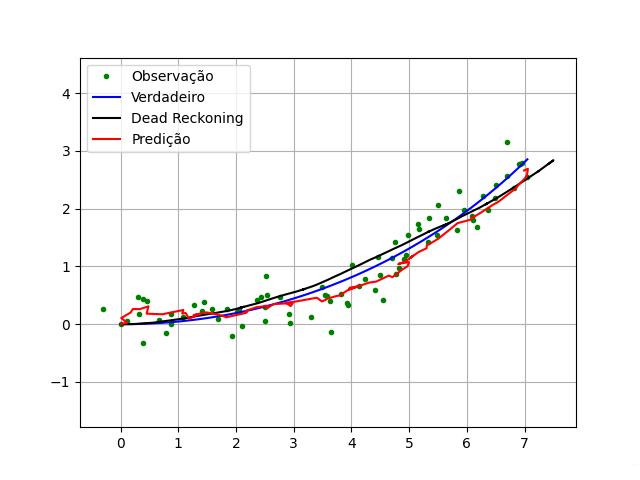 Observação
Verdadeiro
Dead Reckoning
Predição
4
3
2
1
0
−1
0 1 2 3 4 5 6 7